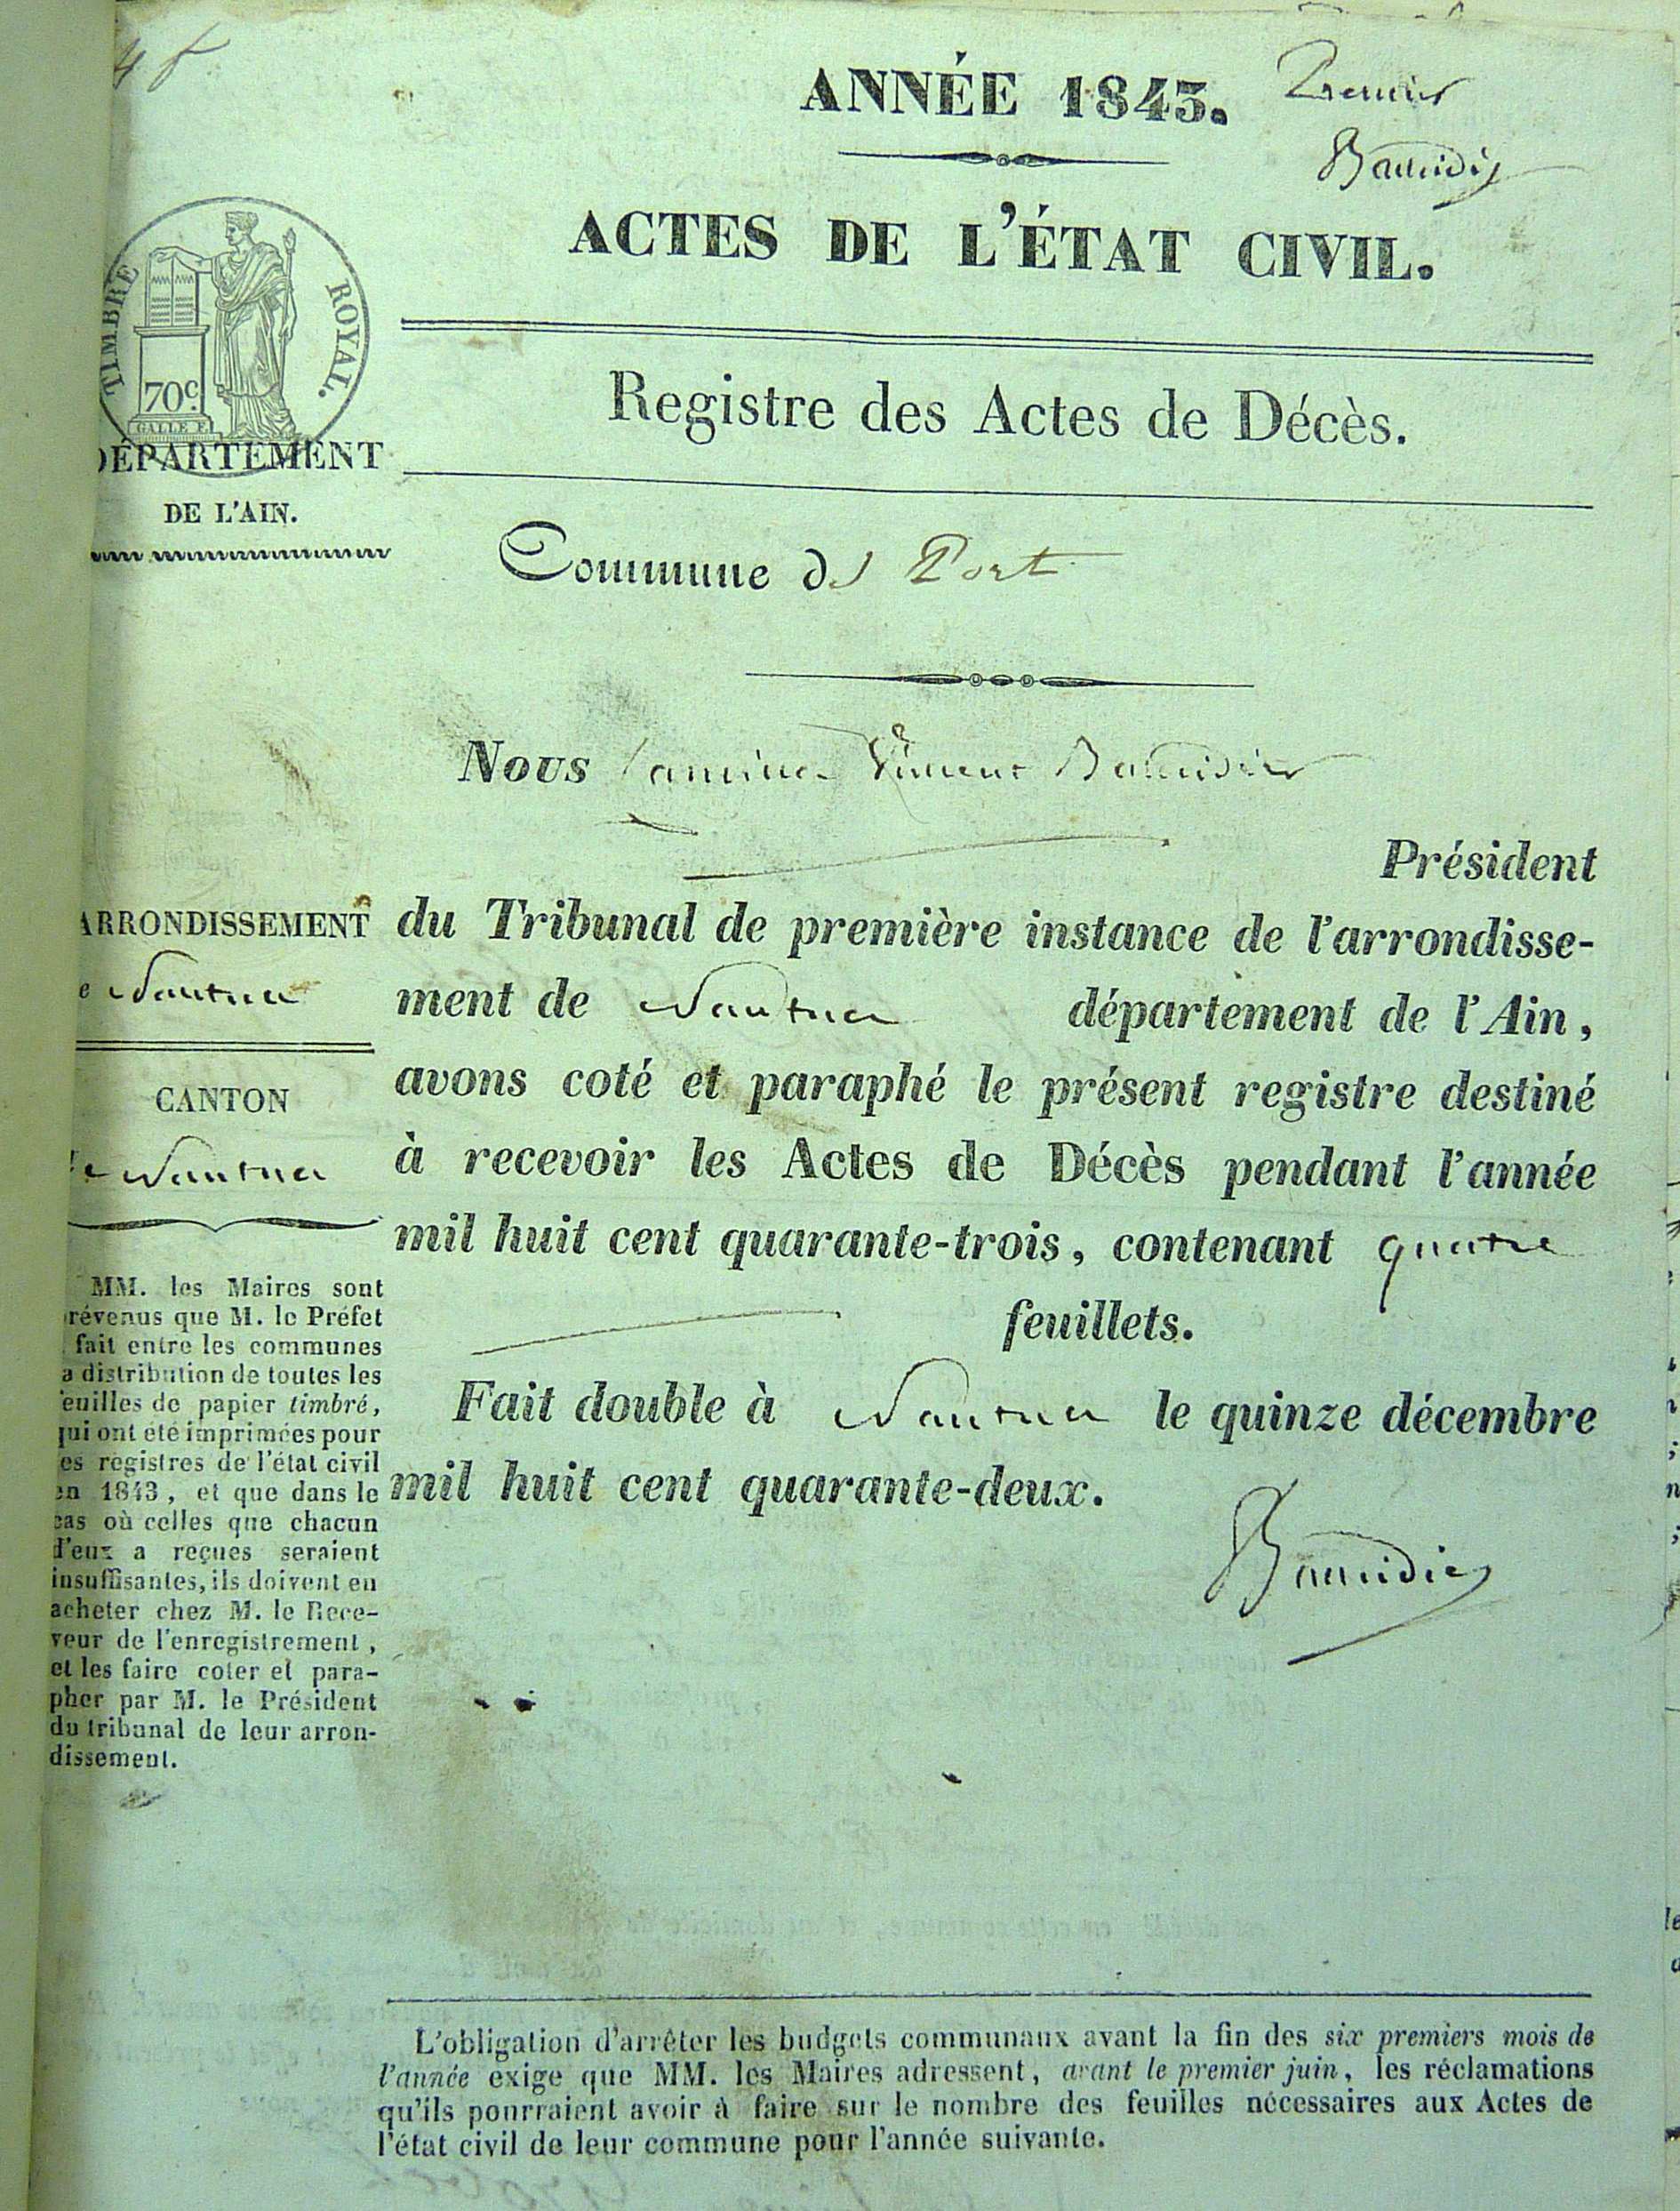 4 f
ANNÉE 1843.
Premier
Baudier
ACTES DE L'ÉTAT CIVIL.
TIMBRE ROYAL.
70c.
GALLE F.
Registre des Actes de Décès.
DÉPARTEMENT
DE L'AIN.
Commune de Port
Nous Vincent
Président
du Tribunal de première instance de l'arrondisse-
ment de Nantua département de l'Ain,
avons coté et paraphé le présent registre destiné
à recevoir les Actes de Décès pendant l'année
mil huit cent quarante-trois, contenant quatre
feuillets.
Fait double à Nantua le quinze décembre
mil huit cent quarante-deux.
ARRONDISSEMENT
e Nantua
CANTON
de Nantua
MM. les Maires sont
révenus que M. le Préfet
fait entre les communes
a distribution de toutes les
euilles de papier timbré,
qui ont été imprimées pour
es registres de l'état civil
en 1843, et que dans le
cas où celles que chacun
d'eux a reçues seraient
insuffisantes, ils doivent en
acheter chez M. le Rece-
veur de l'enregistrement,
et les faire coter et para-
pher par M. le Président
du tribunal de leur arron-
dissement.
L'obligation d'arrêter les budgets communaux avant la fin des six premiers mois de
l'année exige que MM. les Maires adressent, avant le premier juin, les réclamations
qu'ils pourraient avoir à faire sur le nombre des feuilles nécessaires aux Actes de
l'état civil de leur commune pour l'année suivante.